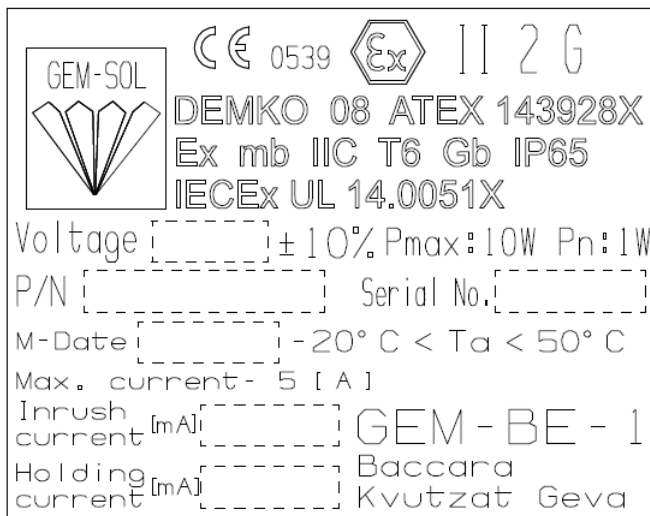 GEM-SOL
CE 0539 Ex II 2 G
DEMKO 08 ATEX 143928X
Ex mb IIC T6 Gb IP65
IECEx UL 14.0051X
Voltage ± 10% Pmax:10W Pn:1W
P/N Serial No.
M-Date -20° C < Ta < 50° C
Max. current- 5 [ A ]
Inrush current [mA] GEM-BE-1
Holding current [mA] Baccara
Kvutzat Geva